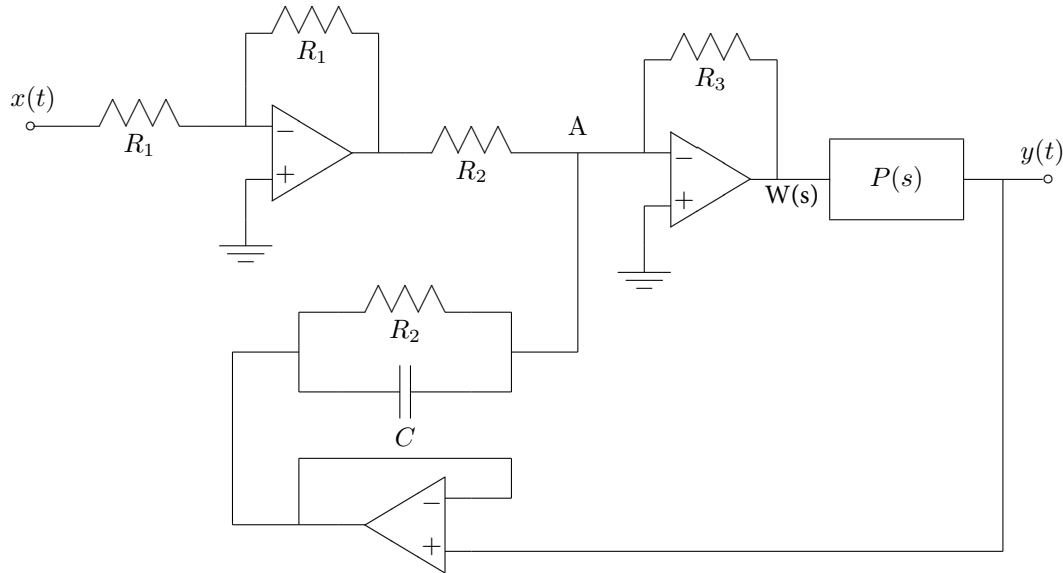 R₁
x(t)
R₁
−
+
R₂
A
R₃
−
+
W(s)
P(s)
y(t)
R₂
C
−
+